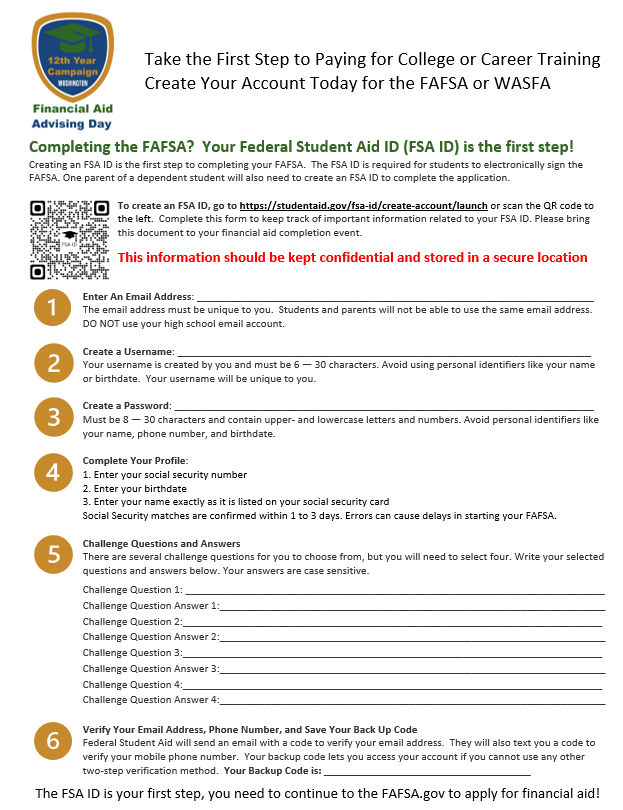 12th Year
Campaign
WASHINGTON
Financial Aid
Advising Day
Take the First Step to Paying for College or Career Training
Create Your Account Today for the FAFSA or WASFA
Completing the FAFSA?  Your Federal Student Aid ID (FSA ID) is the first step!
Creating an FSA ID is the first step to completing your FAFSA.  The FSA ID is required for students to electronically sign the
FAFSA. One parent of a dependent student will also need to create an FSA ID to complete the application.
FSA ID
To create an FSA ID, go to https://studentaid.gov/fsa-id/create-account/launch or scan the QR code to
the left.  Complete this form to keep track of important information related to your FSA ID. Please bring
this document to your financial aid completion event.
This information should be kept confidential and stored in a secure location
1
Enter An Email Address: ____
The email address must be unique to you.  Students and parents will not be able to use the same email address.
DO NOT use your high school email account.
2
Create a Username: ____
Your username is created by you and must be 6 — 30 characters. Avoid using personal identifiers like your name
or birthdate.  Your username will be unique to you.
3
Create a Password: ____
Must be 8 — 30 characters and contain upper- and lowercase letters and numbers. Avoid personal identifiers like
your name, phone number, and birthdate.
4
Complete Your Profile:
1. Enter your social security number
2. Enter your birthdate
3. Enter your name exactly as it is listed on your social security card
Social Security matches are confirmed within 1 to 3 days. Errors can cause delays in starting your FAFSA.
5
Challenge Questions and Answers
There are several challenge questions for you to choose from, but you will need to select four. Write your selected
questions and answers below. Your answers are case sensitive.
Challenge Question 1: ____
Challenge Question Answer 1:____
Challenge Question 2:____
Challenge Question Answer 2:____
Challenge Question 3:____
Challenge Question Answer 3:____
Challenge Question 4:____
Challenge Question Answer 4:____
6
Verify Your Email Address, Phone Number, and Save Your Back Up Code
Federal Student Aid will send an email with a code to verify your email address.  They will also text you a code to
verify your mobile phone number.  Your backup code lets you access your account if you cannot use any other
two-step verification method.  Your Backup Code is: ____
The FSA ID is your first step, you need to continue to the FAFSA.gov to apply for financial aid!